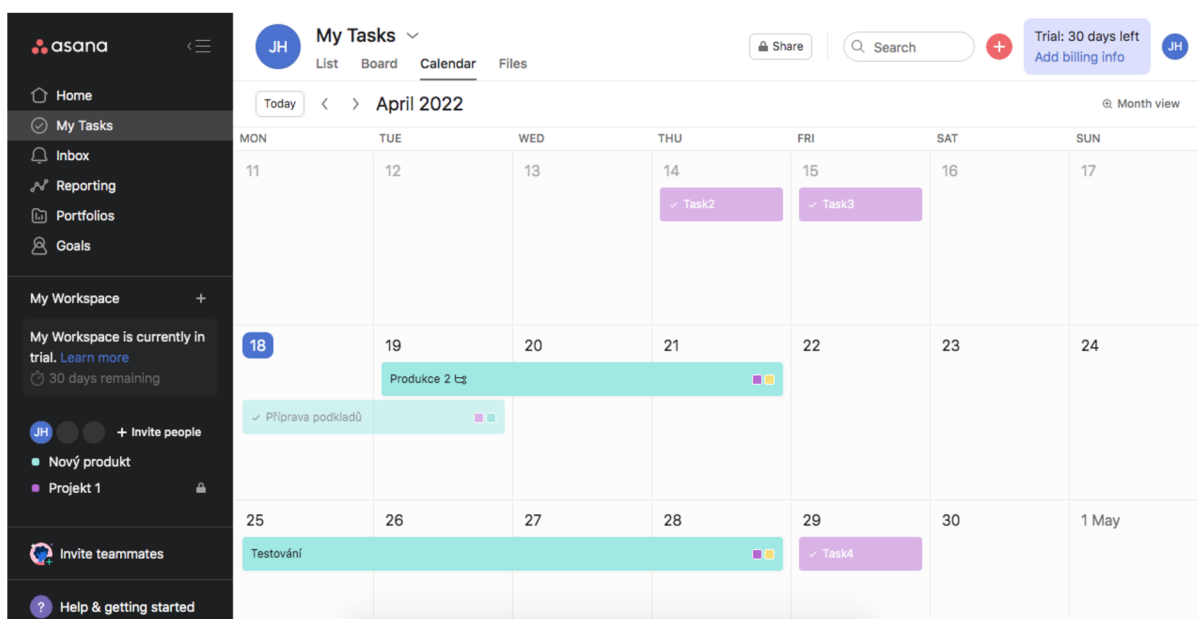 asana
Home
My Tasks
Inbox
Reporting
Portfolios
Goals
My Workspace +
My Workspace is currently in
trial. Learn more
30 days remaining
JH + Invite people
Nový produkt
Projekt 1
Invite teammates
? Help & getting started
JH
My Tasks
List Board Calendar Files
Share
Search
+
Trial: 30 days left
Add billing info
JH
Today < > April 2022
Month view
MON TUE WED THU FRI SAT SUN
11 12 13 14 15 16 17
✓ Task2 ✓ Task3
18 19 20 21 22 23 24
Produkce 2
✓ Příprava podkladů
25 26 27 28 29 30 1 May
Testování ✓ Task4